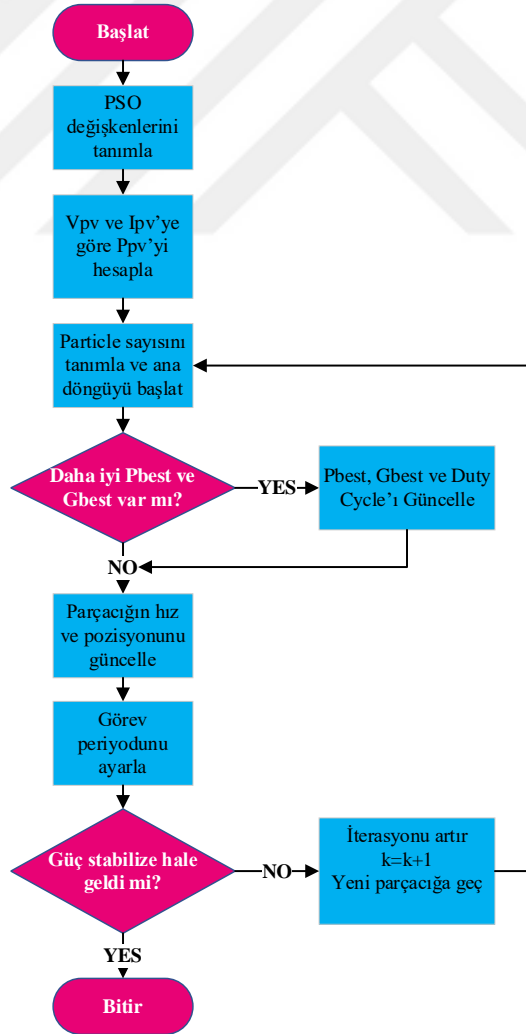 Başlat
PSO
değişkenlerini
tanımla
Vpv ve Ipv'ye
göre Ppv'yi
hesapla
Particle sayısını
tanımla ve ana
döngüyü başlat
Daha iyi Pbest ve
Gbest var mı?
YES
Pbest, Gbest ve Duty
Cycle'ı Güncelle
NO
Parçacığın hız
ve pozisyonunu
güncelle
Görev
periyodunu
ayarla
Güç stabilize hale
geldi mi?
NO
İterasyonu artır
k=k+1
Yeni parçacığa geç
YES
Bitir